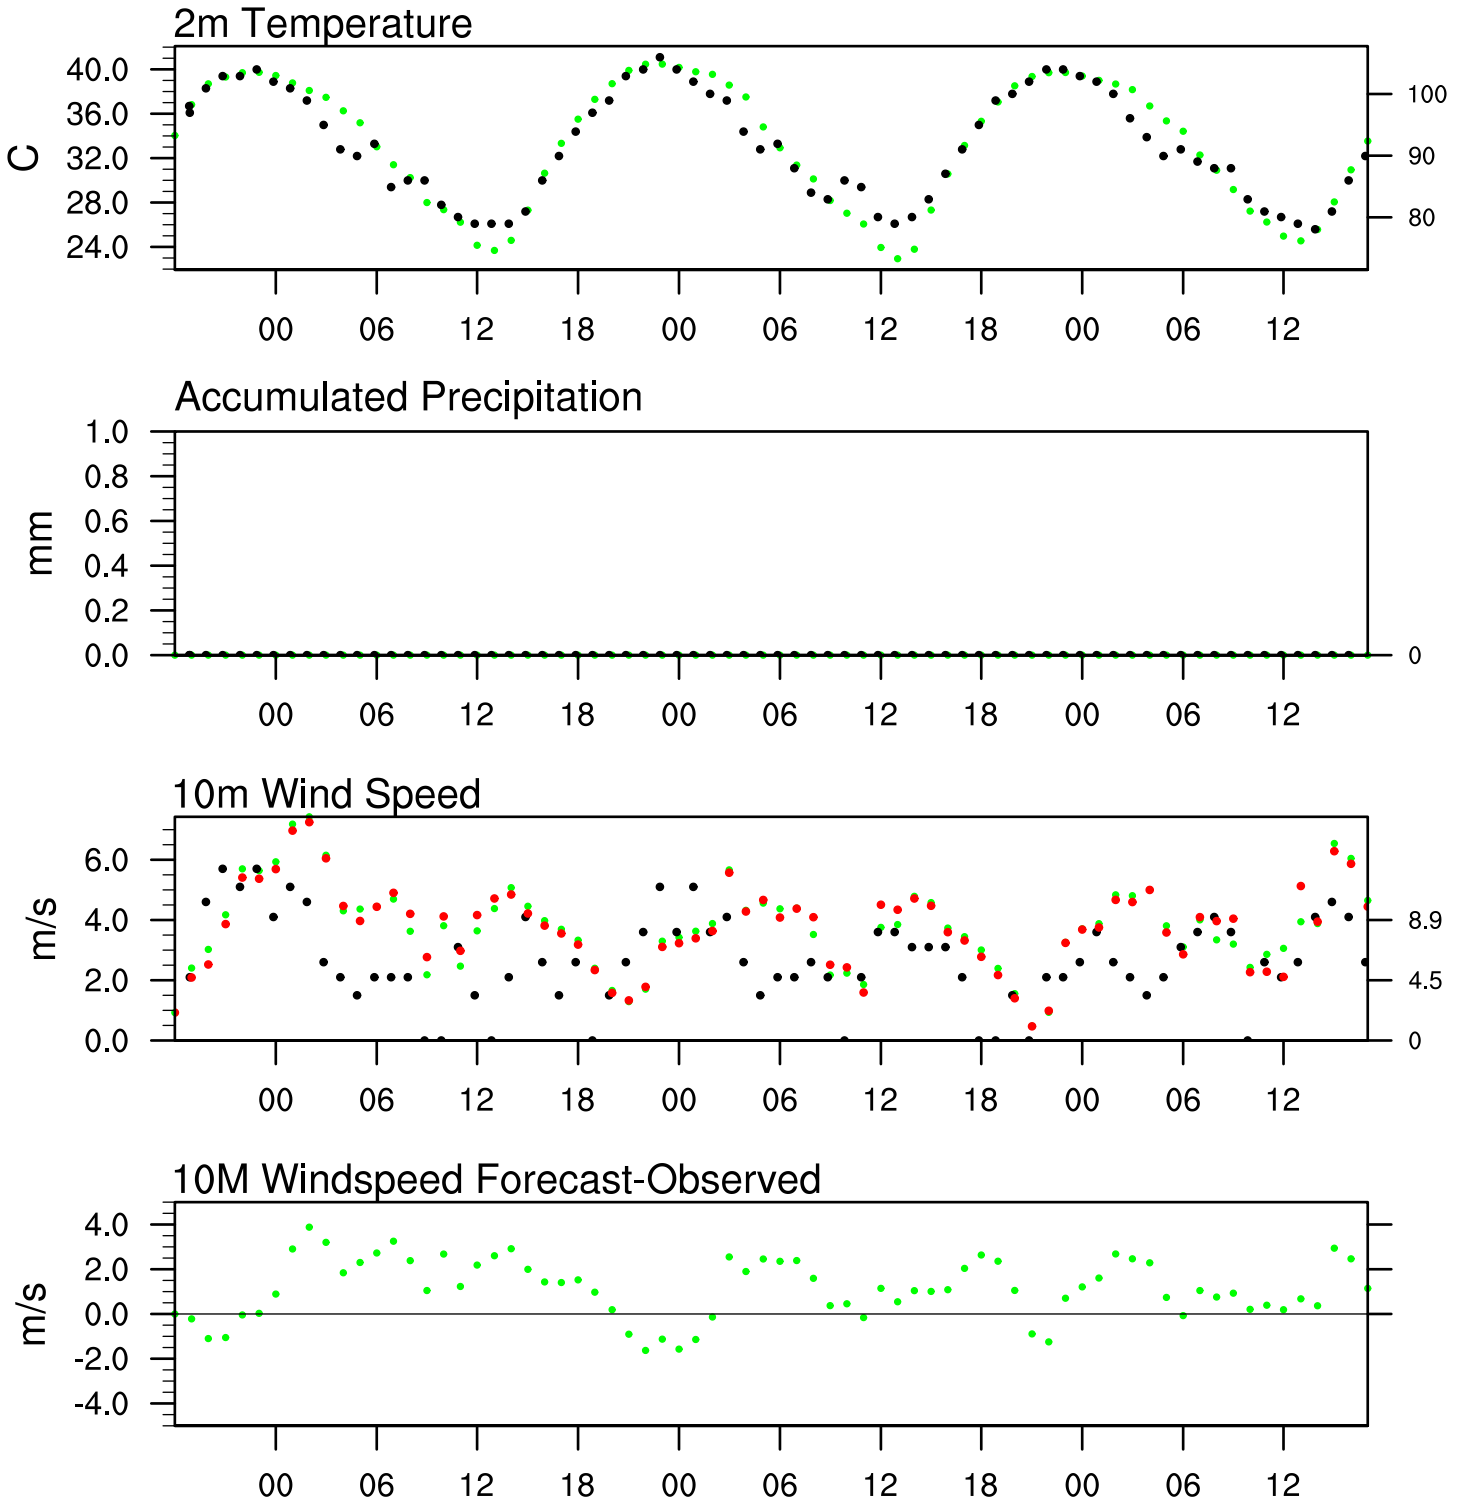 2m Temperature
40.0
36.0
32.0
28.0
24.0
C
100
90
80
00 06 12 18 00 06 12 18 00 06 12
Accumulated Precipitation
1.0
0.8
0.6
0.4
0.2
0.0
mm
0
00 06 12 18 00 06 12 18 00 06 12
10m Wind Speed
6.0
4.0
2.0
0.0
m/s
8.9
4.5
0
00 06 12 18 00 06 12 18 00 06 12
10M Windspeed Forecast-Observed
4.0
2.0
0.0
-2.0
-4.0
m/s
00 06 12 18 00 06 12 18 00 06 12